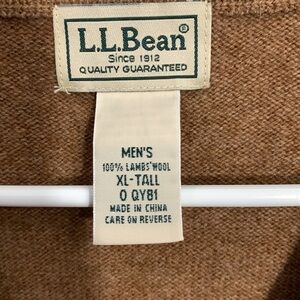 L.L.Bean®
Since 1912
QUALITY GUARANTEED
MEN'S
100% LAMBS' WOOL
XL-TALL
0 QY81
MADE IN CHINA
CARE ON REVERSE